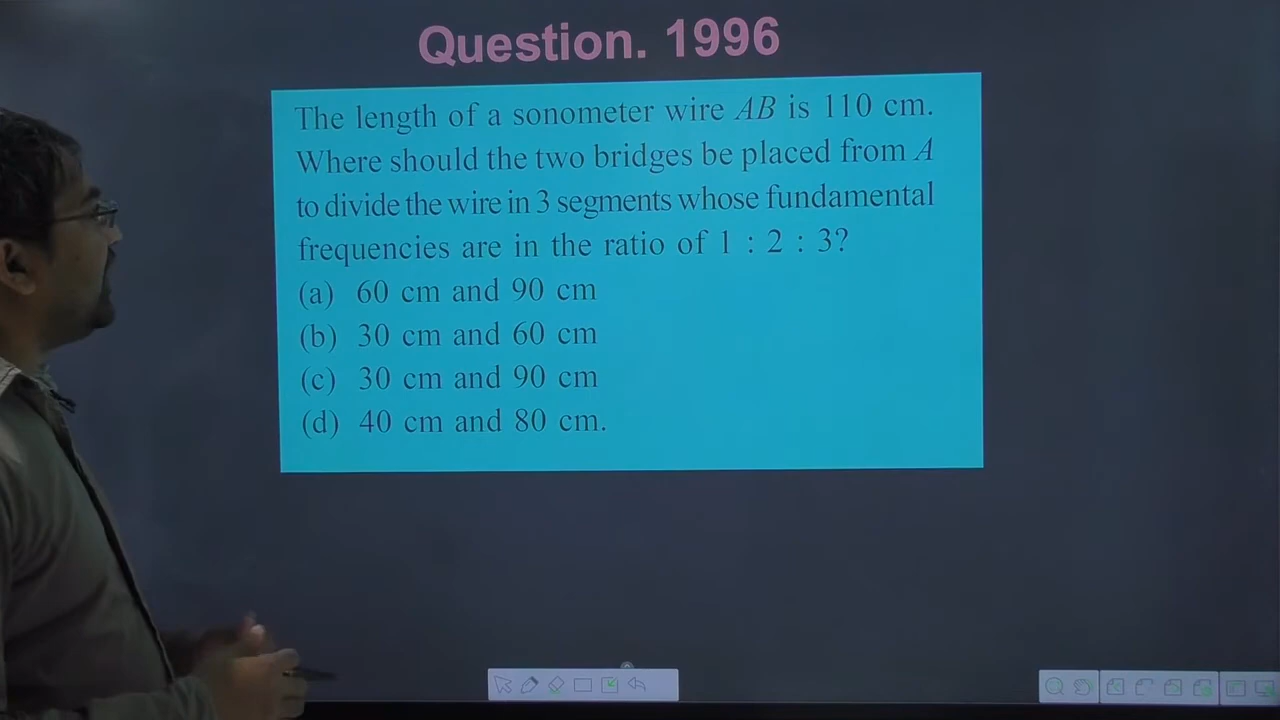 Question. 1996
The length of a sonometer wire AB is 110 cm.
Where should the two bridges be placed from A
to divide the wire in 3 segments whose fundamental
frequencies are in the ratio of 1 : 2 : 3?
(a) 60 cm and 90 cm
(b) 30 cm and 60 cm
(c) 30 cm and 90 cm
(d) 40 cm and 80 cm.